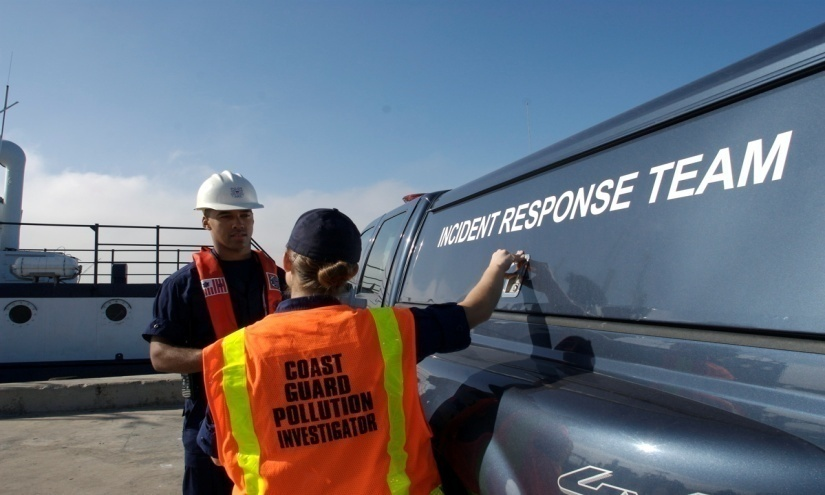 INCIDENT RESPONSE TEAM
COAST
GUARD
POLLUTION
INVESTIGATOR